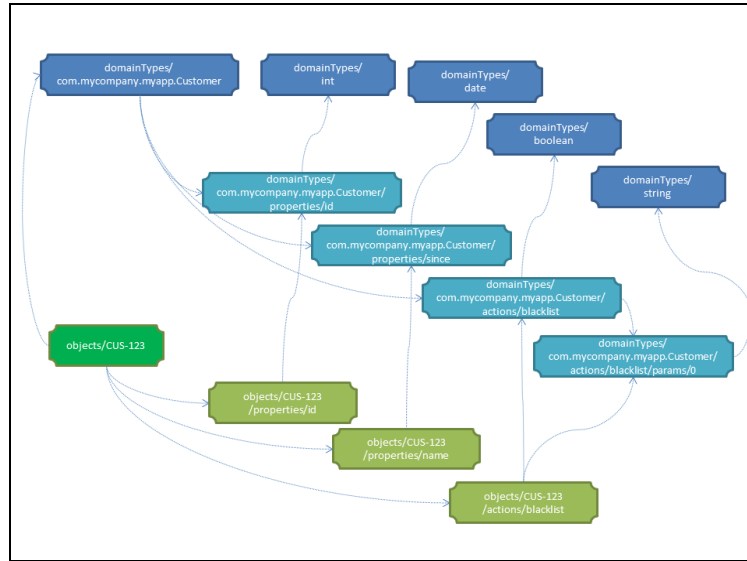 domainTypes/
com.mycompany.myapp.Customer
domainTypes/
int
domainTypes/
date
domainTypes/
boolean
domainTypes/
string
domainTypes/
com.mycompany.myapp.Customer/
properties/id
domainTypes/
com.mycompany.myapp.Customer/
properties/since
domainTypes/
com.mycompany.myapp.Customer/
actions/blacklist
domainTypes/
com.mycompany.myapp.Customer/
actions/blacklist/params/0
objects/CUS-123
objects/CUS-123
/properties/id
objects/CUS-123
/properties/name
objects/CUS-123
/actions/blacklist